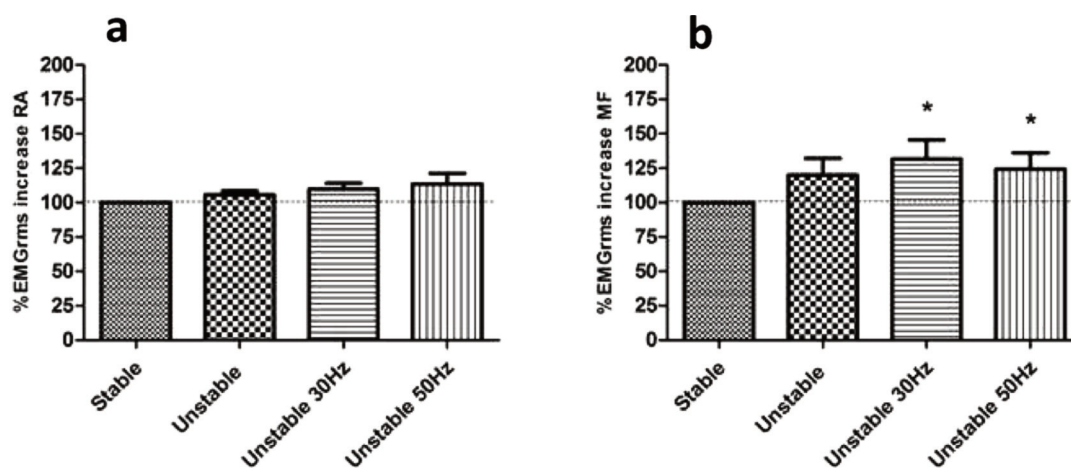 a
%EMGrms increase RA
200
175
150
125
100
75
50
25
0
Stable
Unstable
Unstable 30Hz
Unstable 50Hz
b
%EMGrms increase MF
200
175
150
125
100
75
50
25
0
*
*
Stable
Unstable
Unstable 30Hz
Unstable 50Hz